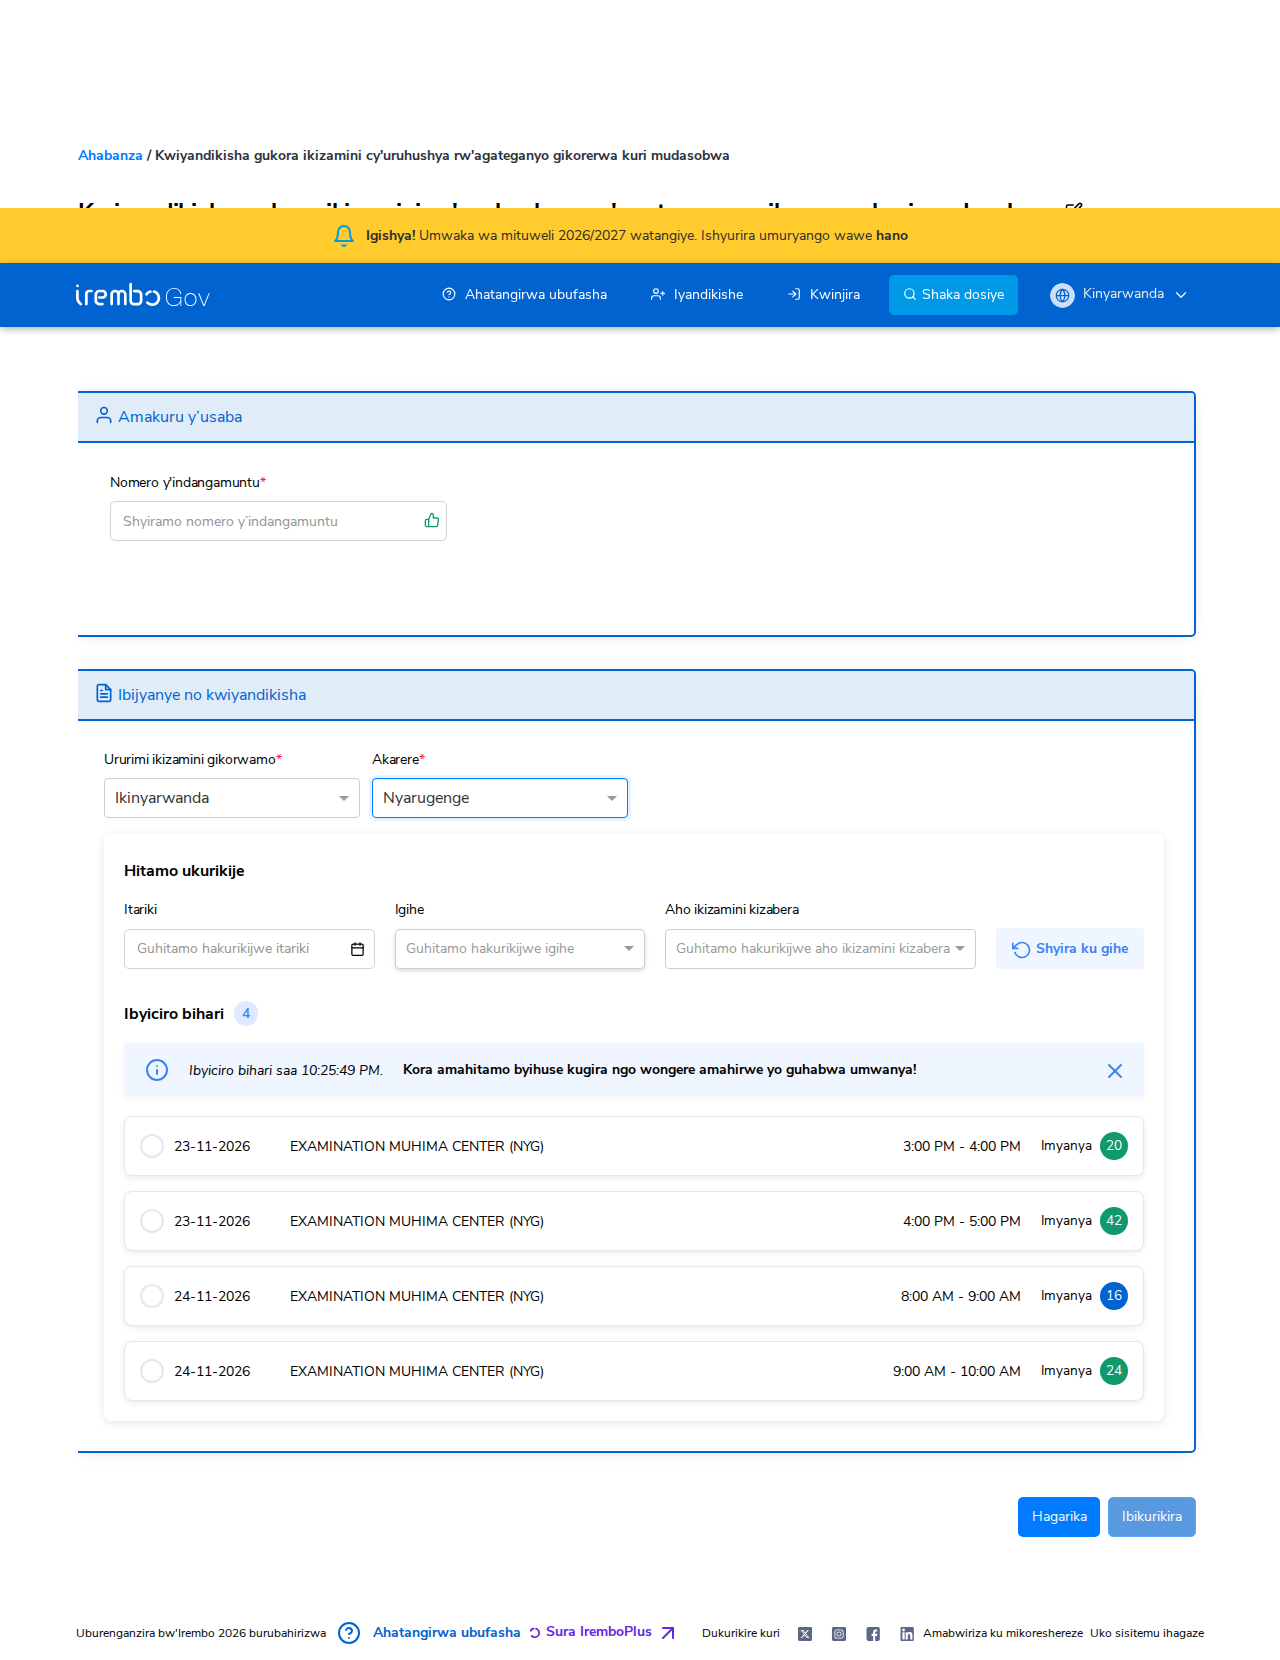 Ahabanza / Kwiyandikisha gukora ikizamini cy'uruhushya rw'agateganyo gikorerwa kuri mudasobwa
Igishya! Umwaka wa mituweli 2026/2027 watangiye. Ishyurira umuryango wawe hano
irembo Gov
Ahatangirwa ubufasha
Iyandikishe
Kwinjira
Shaka dosiye
Kinyarwanda
Amakuru y’usaba
Nomero y'indangamuntu*
Shyiramo nomero y’indangamuntu
Ibijyanye no kwiyandikisha
Ururimi ikizamini gikorwamo* Akarere*
Ikinyarwanda Nyarugenge
Hitamo ukurikije
Itariki Igihe Aho ikizamini kizabera
Guhitamo hakurikijwe itariki Guhitamo hakurikijwe igihe Guhitamo hakurikijwe aho ikizamini kizabera Shyira ku gihe
Ibyiciro bihari 4
Ibyiciro bihari saa 10:25:49 PM. Kora amahitamo byihuse kugira ngo wongere amahirwe yo guhabwa umwanya!
23-11-2026 EXAMINATION MUHIMA CENTER (NYG) 3:00 PM - 4:00 PM Imyanya 20
23-11-2026 EXAMINATION MUHIMA CENTER (NYG) 4:00 PM - 5:00 PM Imyanya 42
24-11-2026 EXAMINATION MUHIMA CENTER (NYG) 8:00 AM - 9:00 AM Imyanya 16
24-11-2026 EXAMINATION MUHIMA CENTER (NYG) 9:00 AM - 10:00 AM Imyanya 24
Hagarika Ibikurikira
Uburenganzira bw'Irembo 2026 burubahirizwa Ahatangirwa ubufasha Sura IremboPlus Dukurikire kuri Amabwiriza ku mikoreshereze Uko sisitemu ihagaze